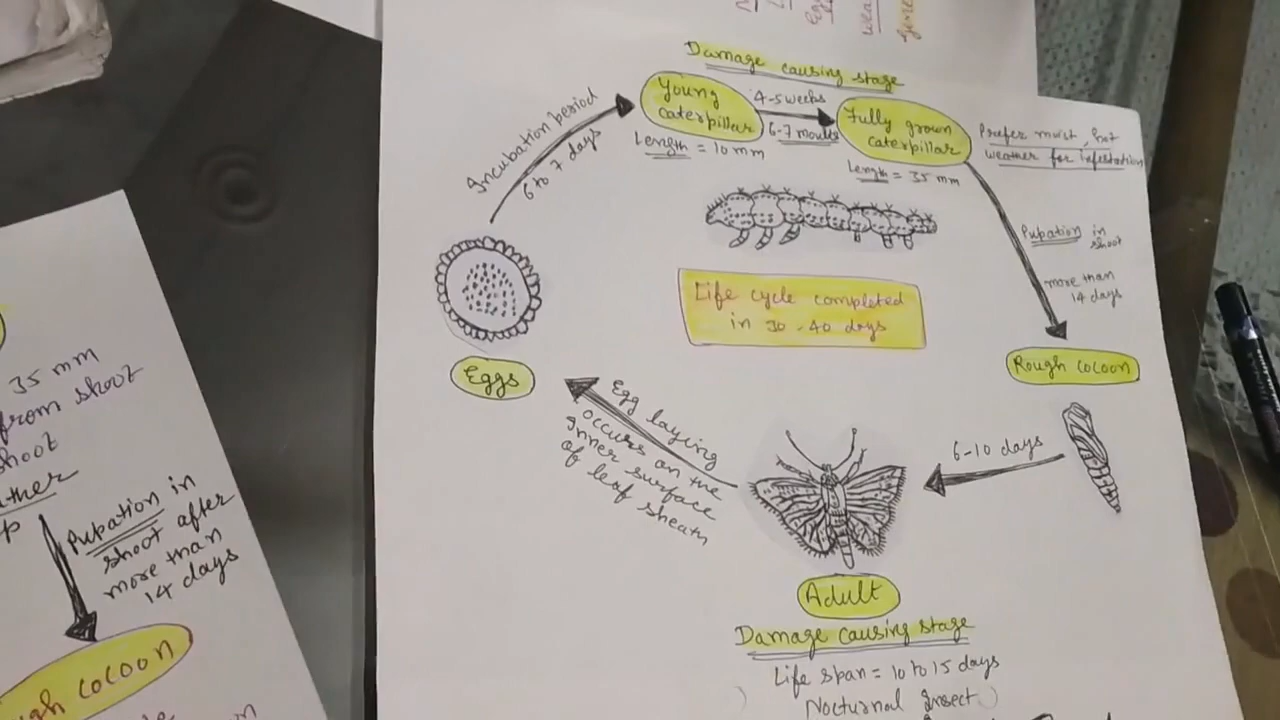 Damage causing stage
Young
caterpillar
Length = 10 mm
4-5 weeks
6-7 moults
Fully grown
caterpillar
Length = 35 mm
Prefer moist, hot
weather for infestation
Incubation period
6 to 7 days
Pupation in
shoot
more than
14 days
Life cycle completed
in 30-40 days
Rough cocoon
Eggs
Egg laying
occurs on the
inner surface
of leaf sheath
6-10 days
Adult
Damage causing stage
Life span = 10 to 15 days
Nocturnal insect
35 mm
from shoot
shoot
Pupation in
shoot after
more than
14 days
cocoon